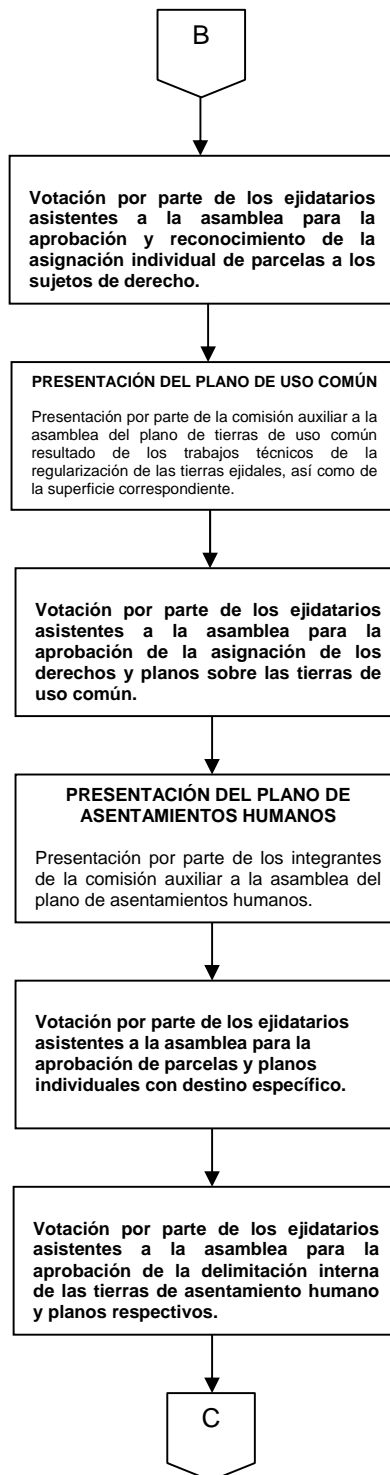 B
Votación por parte de los ejidatarios
asistentes a la asamblea para la
aprobación y reconocimiento de la
asignación individual de parcelas a los
sujetos de derecho.
PRESENTACIÓN DEL PLANO DE USO COMÚN
Presentación por parte de la comisión auxiliar a la
asamblea del plano de tierras de uso común
resultado de los trabajos técnicos de la
regularización de las tierras ejidales, así como de
la superficie correspondiente.
Votación por parte de los ejidatarios
asistentes a la asamblea para la
aprobación de la asignación de los
derechos y planos sobre las tierras de
uso común.
PRESENTACIÓN DEL PLANO DE
ASENTAMIENTOS HUMANOS
Presentación por parte de los integrantes
de la comisión auxiliar a la asamblea del
plano de asentamientos humanos.
Votación por parte de los ejidatarios
asistentes a la asamblea para la
aprobación de parcelas y planos
individuales con destino específico.
Votación por parte de los ejidatarios
asistentes a la asamblea para la
aprobación de la delimitación interna
de las tierras de asentamiento humano
y planos respectivos.
C